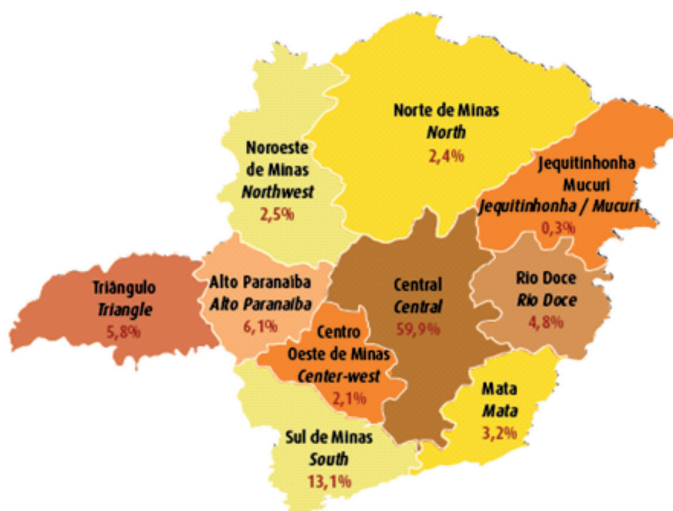 Norte de Minas
North
2,4%
Noroeste
de Minas
Northwest
2,5%
Jequitinhonha
Mucuri
Jequitinhonha / Mucuri
0,3%
Triângulo
Triangle
5,8%
Alto Paranaíba
Alto Paranaíba
6,1%
Central
Central
59,9%
Rio Doce
Rio Doce
4,8%
Centro
Oeste de Minas
Center-west
2,1%
Mata
Mata
3,2%
Sul de Minas
South
13,1%